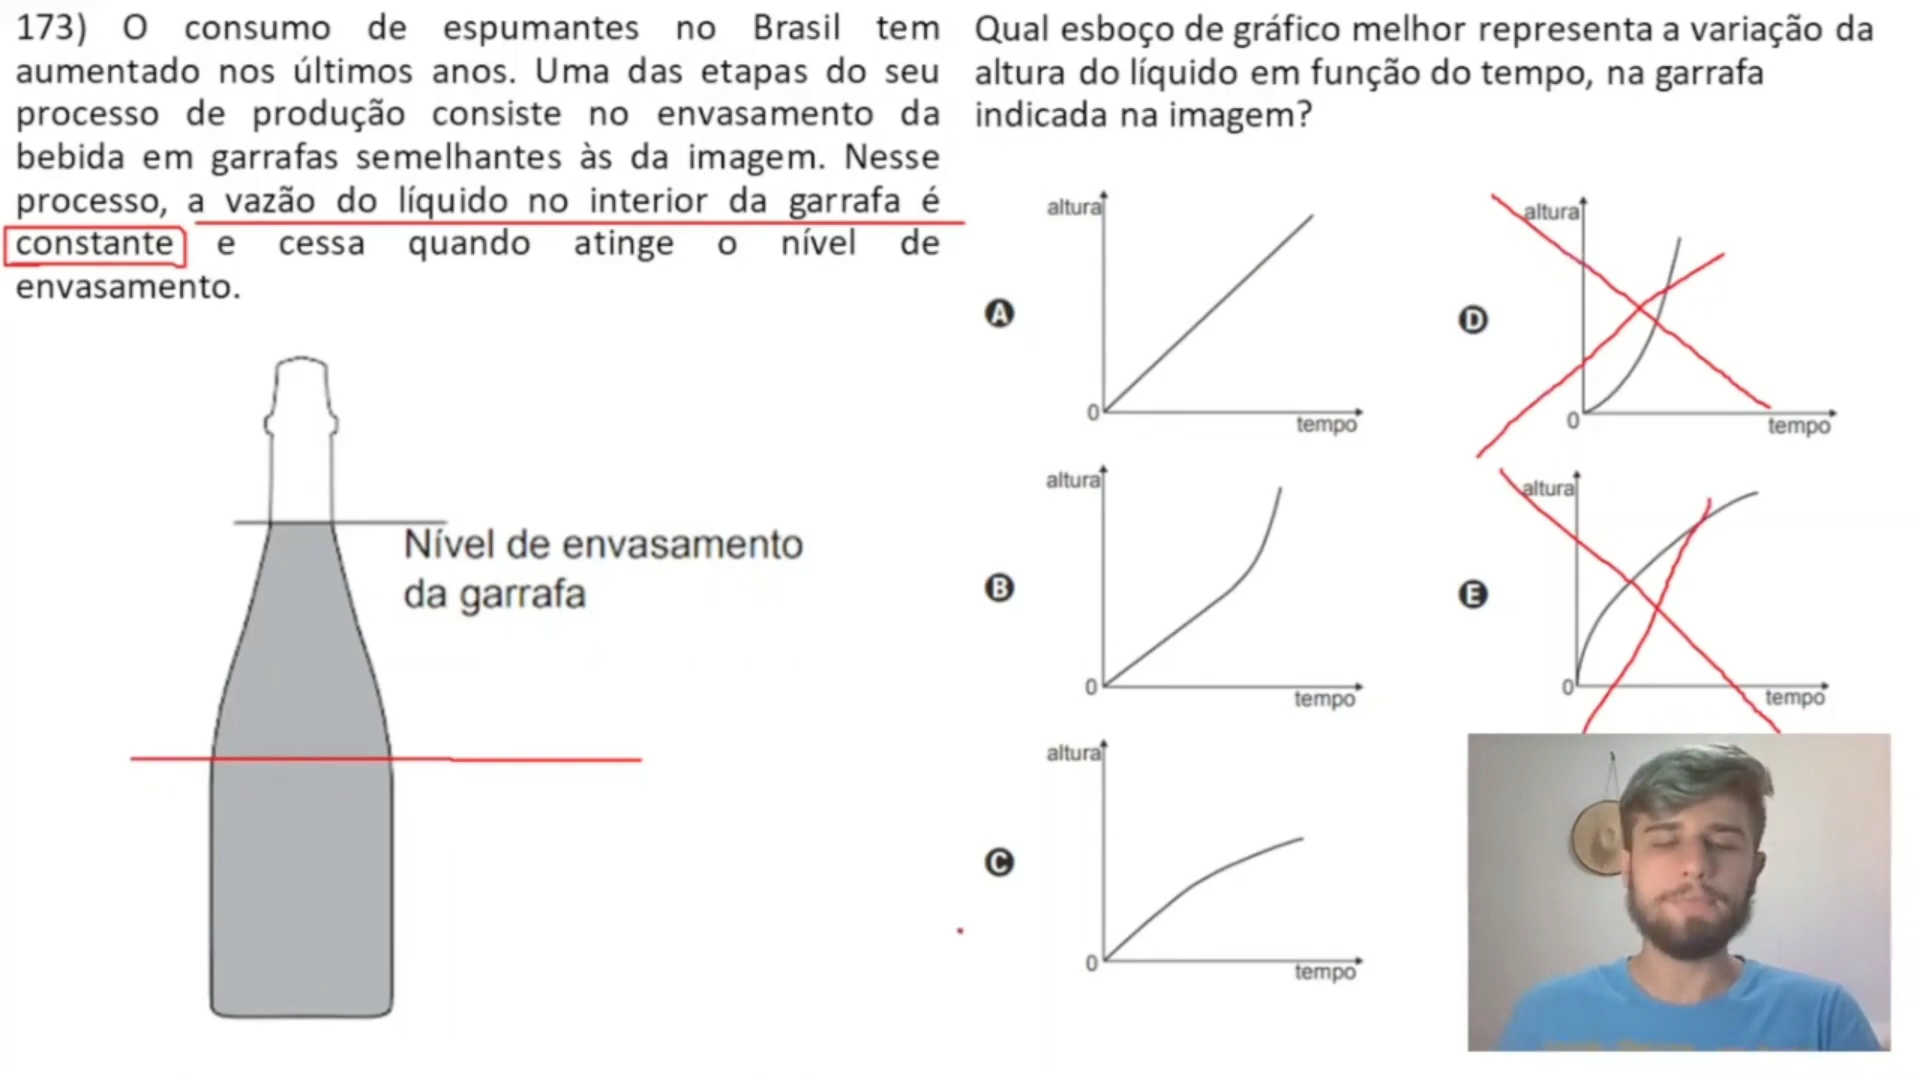 173) O consumo de espumantes no Brasil tem
aumentado nos últimos anos. Uma das etapas do seu
processo de produção consiste no envasamento da
bebida em garrafas semelhantes às da imagem. Nesse
processo, a vazão do líquido no interior da garrafa é
constante e cessa quando atinge o nível de
envasamento.
Nível de envasamento
da garrafa
Qual esboço de gráfico melhor representa a variação da
altura do líquido em função do tempo, na garrafa
indicada na imagem?
altura
A
0
tempo
altura
B
0
tempo
altura
C
0
tempo
altura
D
0
tempo
altura
E
0
tempo